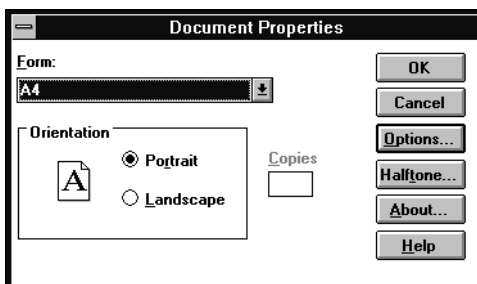 Document Properties
Form:
A4
Orientation
A
Portrait
Landscape
Copies
OK
Cancel
Options...
Halftone...
About...
Help